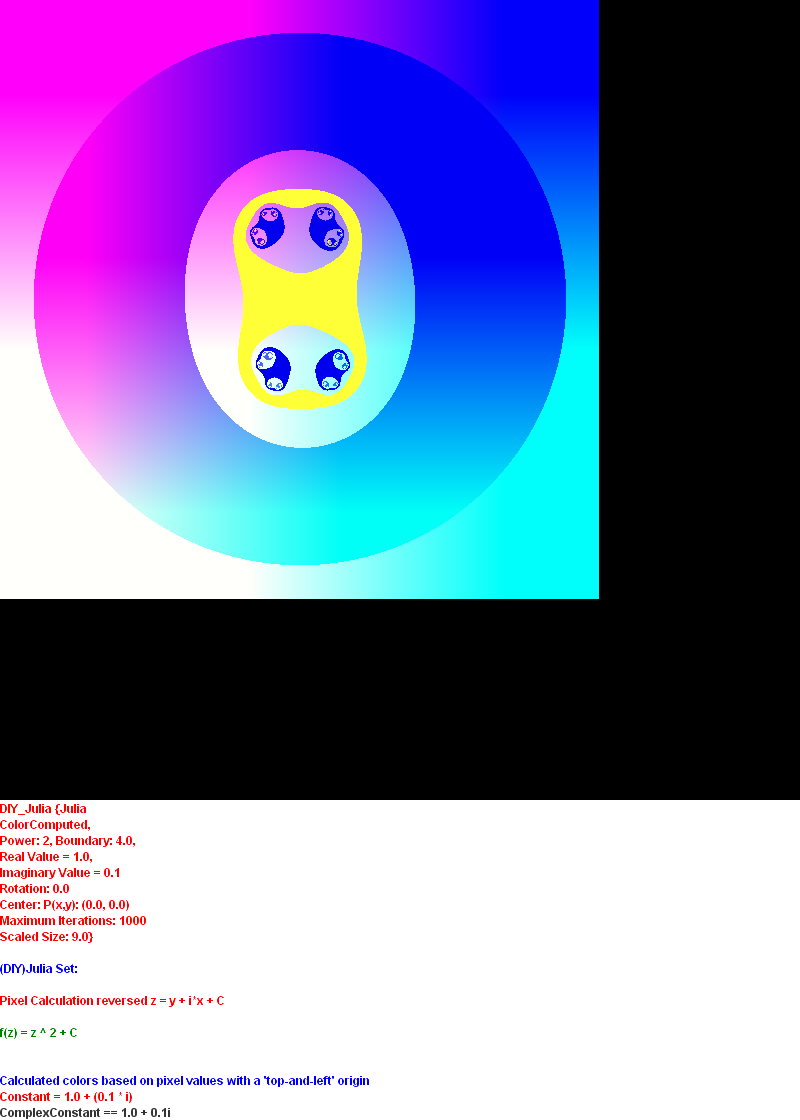 DIY_Julia {Julia
ColorComputed,
Power: 2, Boundary: 4.0,
Real Value = 1.0,
Imaginary Value = 0.1
Rotation: 0.0
Center: P(x,y): (0.0, 0.0)
Maximum Iterations: 1000
Scaled Size: 9.0}
(DIY)Julia Set:
Pixel Calculation reversed z = y + i*x + C
f(z) = z ^ 2 + C
Calculated colors based on pixel values with a 'top-and-left' origin
Constant = 1.0 + (0.1 * i)
ComplexConstant == 1.0 + 0.1i